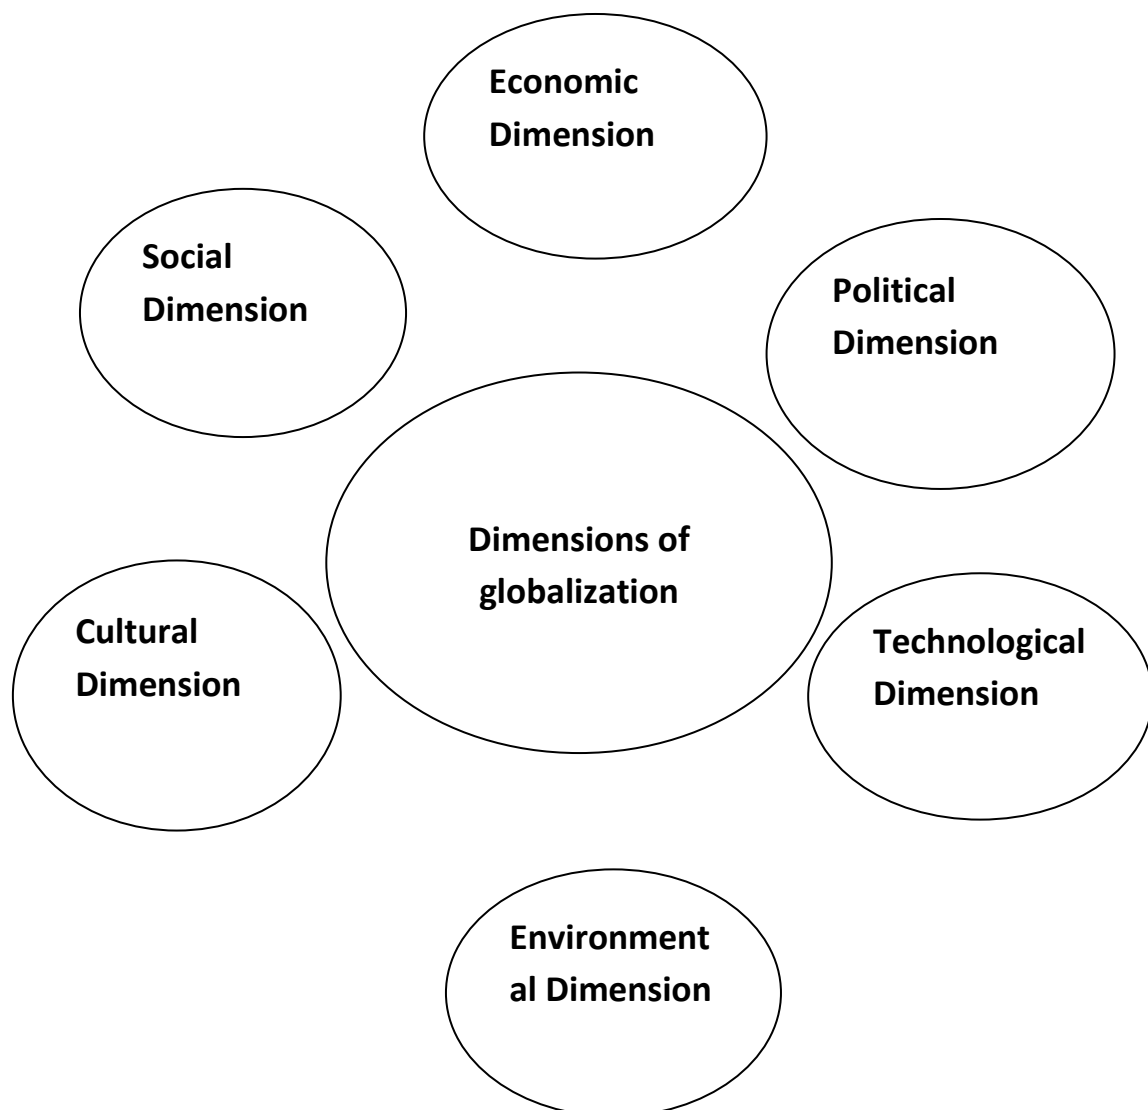 Economic
Dimension
Social
Dimension
Political
Dimension
Dimensions of
globalization
Cultural
Dimension
Technological
Dimension
Environment
al Dimension